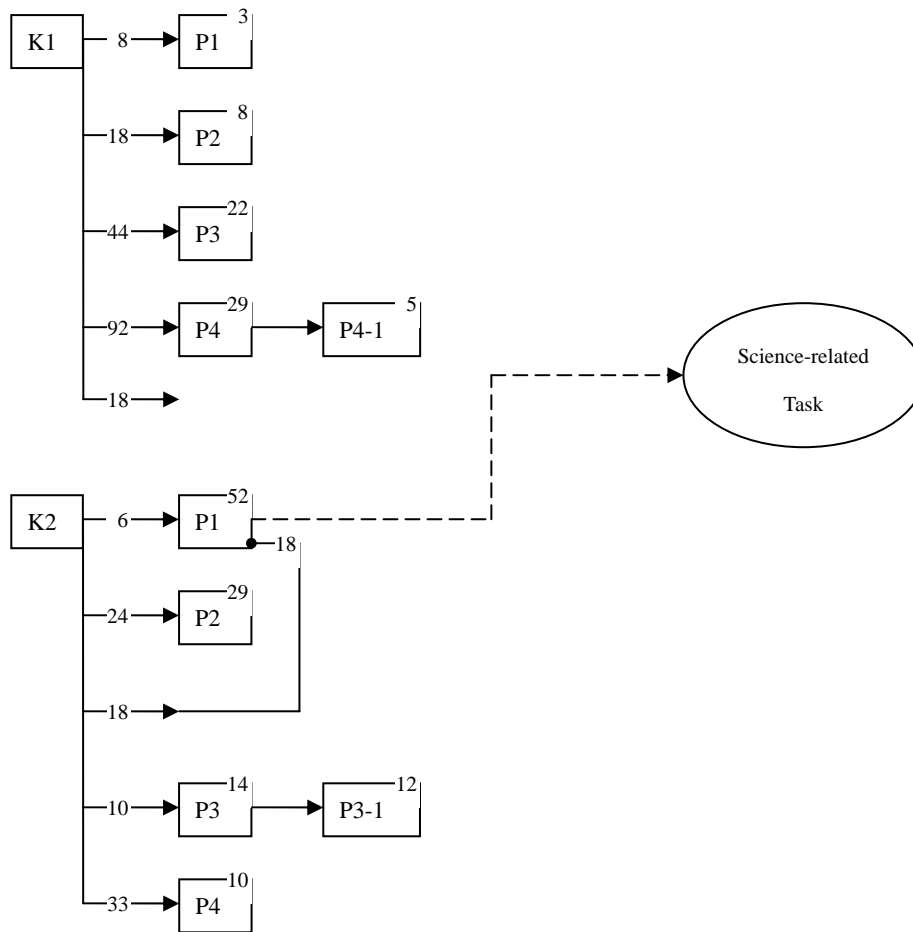 3
K1 8 P1
8
18 P2
22
44 P3
29 5
92 P4 P4-1
Science-related
Task
18
52
K2 6 P1
18
29
24 P2
18
14 12
10 P3 P3-1
10
33 P4